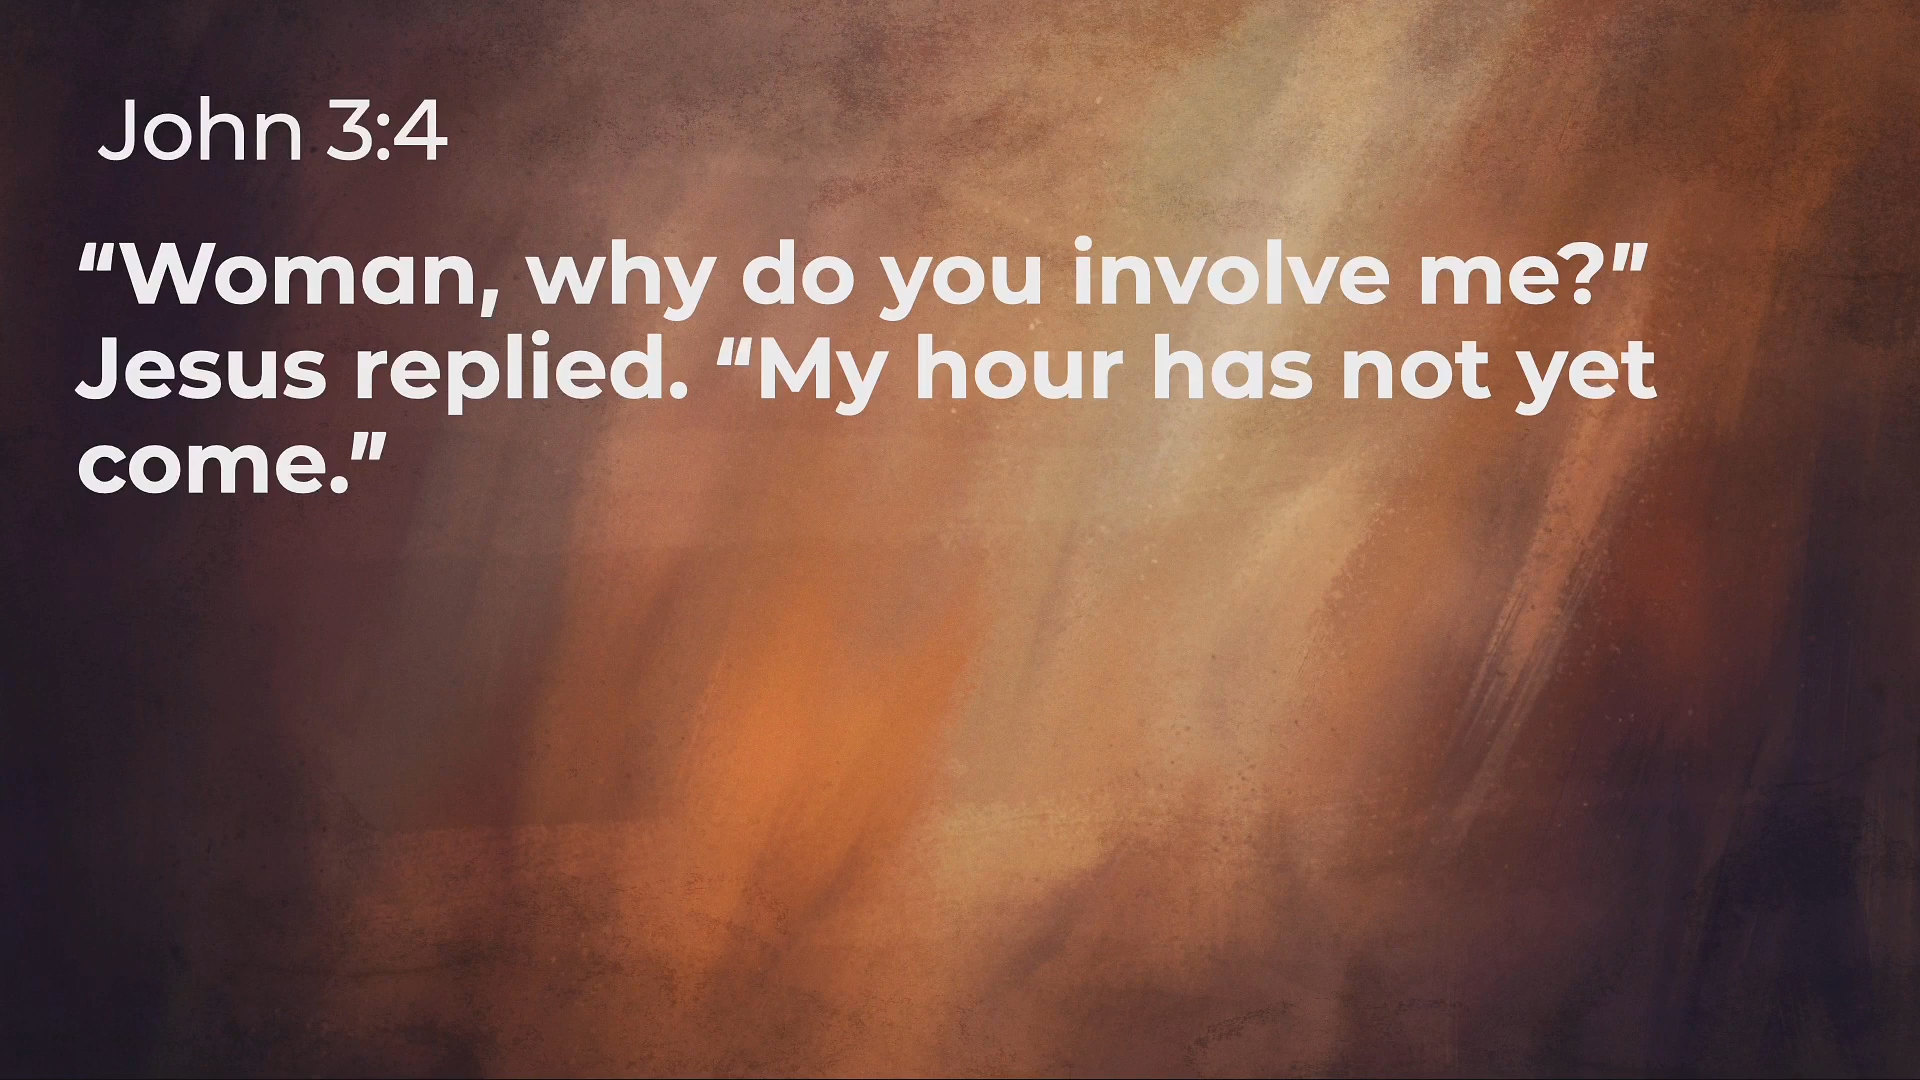 John 3:4
“Woman, why do you involve me?”
Jesus replied. “My hour has not yet
come.”